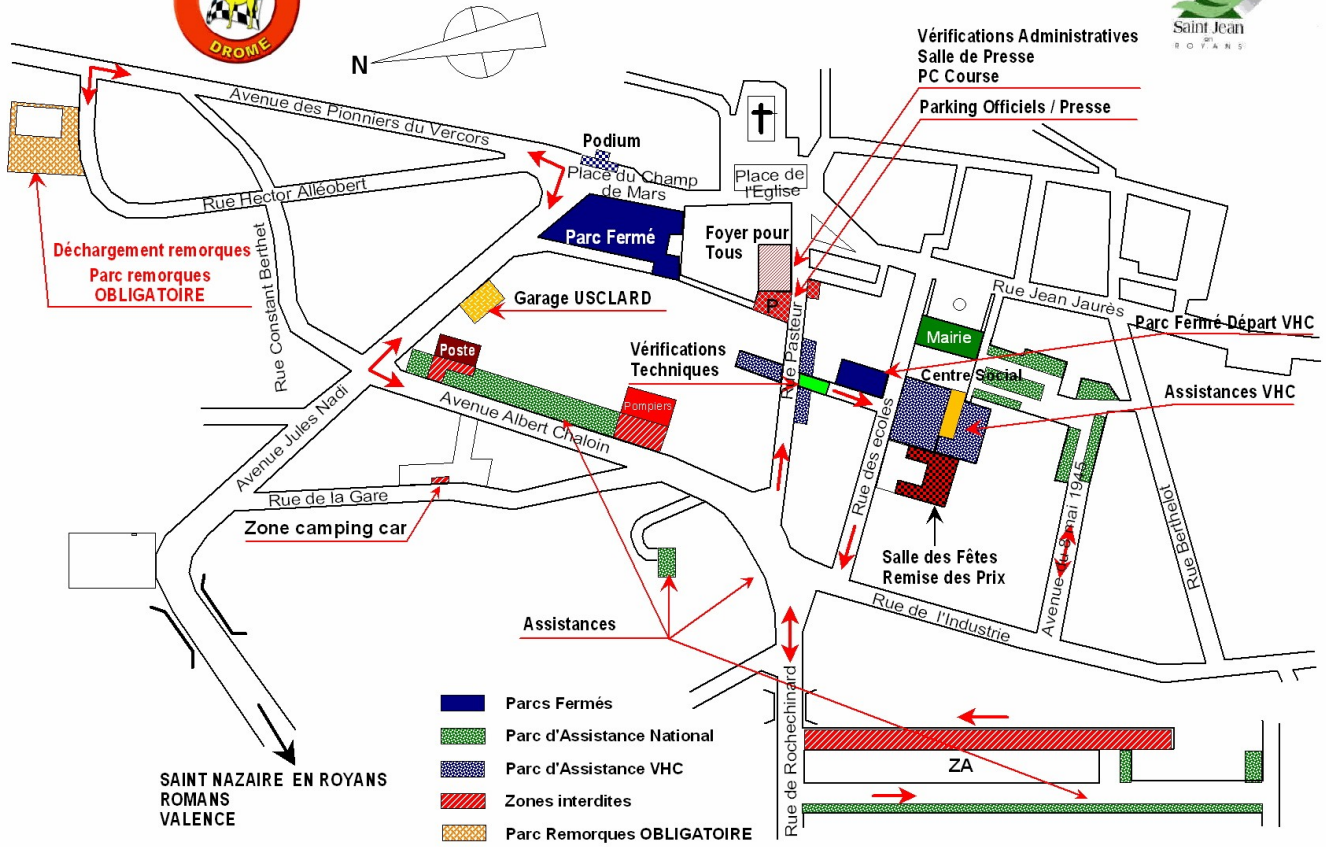 DROME
Saint Jean
en
ROYANS
N
Vérifications Administratives
Salle de Presse
PC Course
Parking Officiels / Presse
Avenue des Pionniers du Vercors
Podium
Place du Champ
de Mars
Place de
l'Eglise
Rue Hector Alléobert
Parc Fermé
Foyer pour
Tous
Déchargement remorques
Parc remorques
OBLIGATOIRE
Rue Constant Berthet
Garage USCLARD
P
Rue Pasteur
Rue Jean Jaurès
Parc Fermé Départ VHC
Mairie
Poste
Vérifications
Techniques
Centre Social
Assistances VHC
Pompiers
Avenue Jules Nadi
Avenue Albert Chaloin
Rue des ecoles
Rue de la Gare
Zone camping car
Avenue du 8 mai 1945
Rue Berthelot
Salle des Fêtes
Remise des Prix
Rue de l'Industrie
Assistances
Rue de Rochechinard
ZA
Parcs Fermés
Parc d'Assistance National
Parc d'Assistance VHC
Zones interdites
Parc Remorques OBLIGATOIRE
SAINT NAZAIRE EN ROYANS
ROMANS
VALENCE